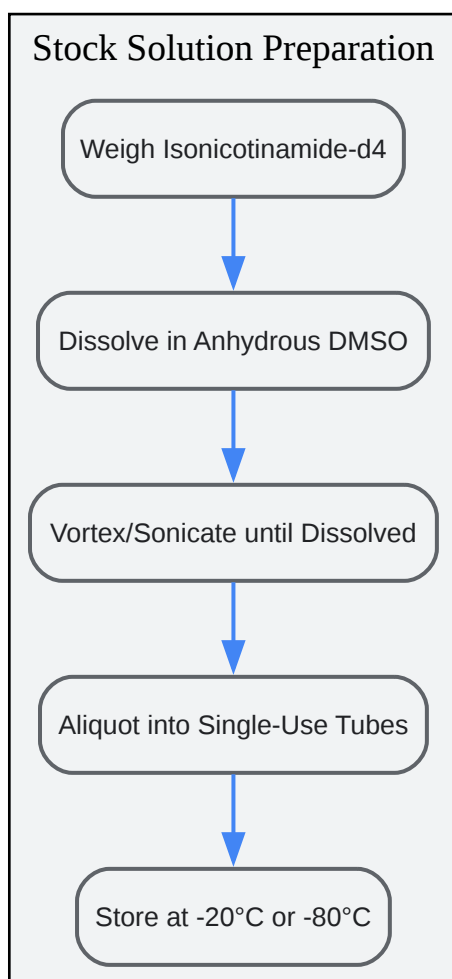 Stock Solution Preparation
Weigh Isonicotinamide-d4
Dissolve in Anhydrous DMSO
Vortex/Sonicate until Dissolved
Aliquot into Single-Use Tubes
Store at -20°C or -80°C